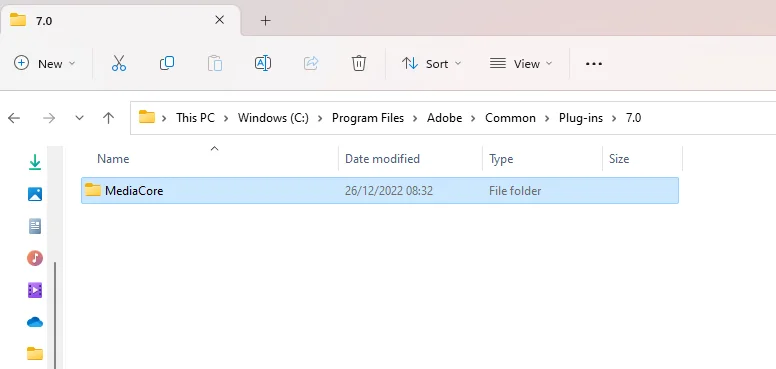 7.0
New
Sort
View
This PC > Windows (C:) > Program Files > Adobe > Common > Plug-ins > 7.0
Name Date modified Type Size
MediaCore 26/12/2022 08:32 File folder